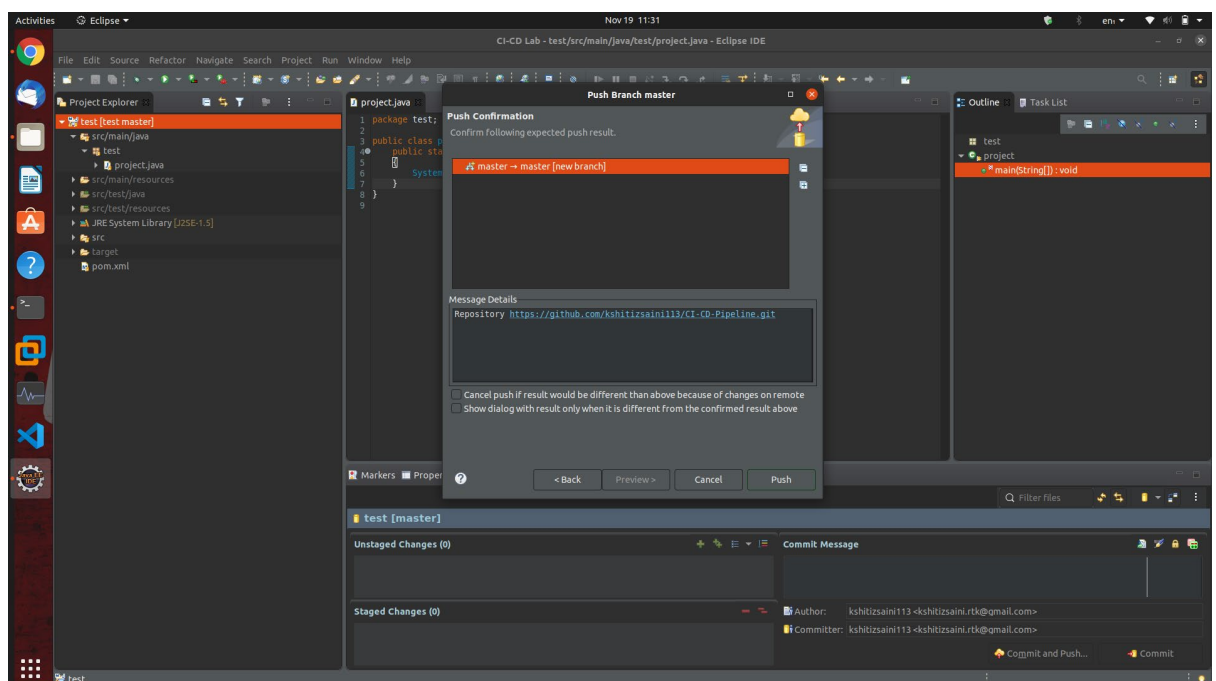 Activities Eclipse Nov 19 11:31 en₁
CI-CD Lab - test/src/main/java/test/project.java - Eclipse IDE
File Edit Source Refactor Navigate Search Project Run Window Help
Project Explorer
test [test master]
src/main/java
test
project.java
src/main/resources
src/test/java
src/test/resources
JRE System Library [J2SE-1.5]
src
target
pom.xml
project.java
1 package test;
2
3 public class p
4 public sta
5 {
6 System
7 }
8 }
9
Push Branch master
Push Confirmation
Confirm following expected push result.
master → master [new branch]
Message Details
Repository https://github.com/kshitizsaini113/CI-CD-Pipeline.git
Cancel push if result would be different than above because of changes on remote
Show dialog with result only when it is different from the confirmed result above
< Back Preview > Cancel Push
Outline Task List
test
project
main(String[]) : void
Markers Proper
Filter files
test [master]
Unstaged Changes (0)
Staged Changes (0)
Commit Message
Author: kshitizsaini113 <kshitizsaini.rtk@gmail.com>
Committer: kshitizsaini113 <kshitizsaini.rtk@gmail.com>
Commit and Push... Commit
test